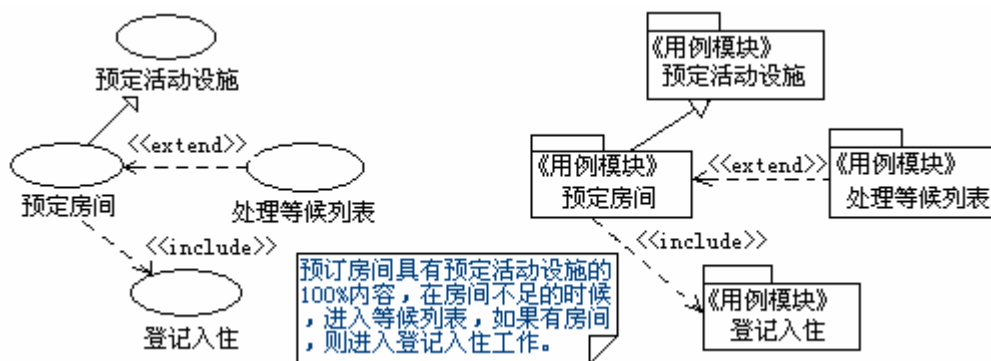 预定活动设施
<<extend>>
预定房间
处理等候列表
<<include>>
登记入住
预订房间具有预定活动设施的
100%内容，在房间不足的时候
，进入等候列表，如果有房间
，则进入登记入住工作。
《用例模块》
预定活动设施
《用例模块》
预定房间
<<extend>>
《用例模块》
处理等候列表
<<include>>
《用例模块》
登记入住